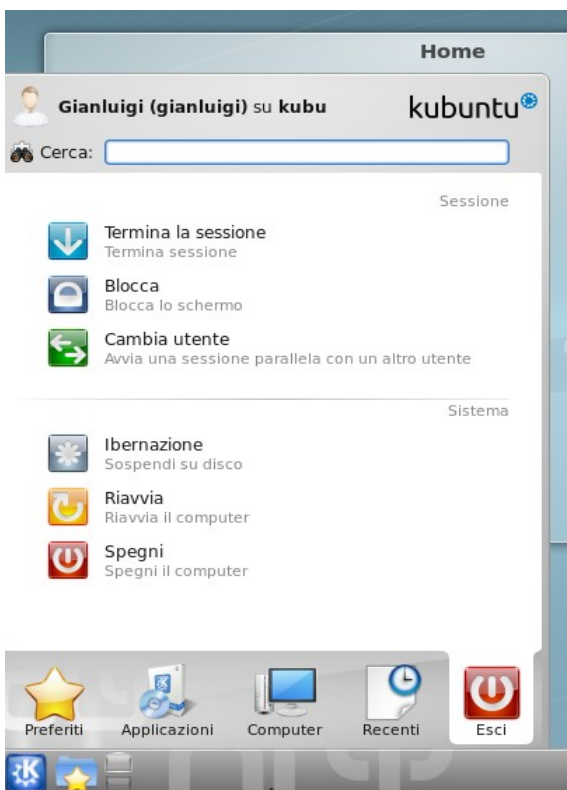 Home
Gianluigi (gianluigi) su kubu
kubuntu
Cerca:
Sessione
Termina la sessione
Termina sessione
Blocca
Blocca lo schermo
Cambia utente
Avvia una sessione parallela con un altro utente
Sistema
Ibernazione
Sospendi su disco
Riavvia
Riavvia il computer
Spegni
Spegni il computer
Preferiti
Applicazioni
Computer
Recenti
Esci